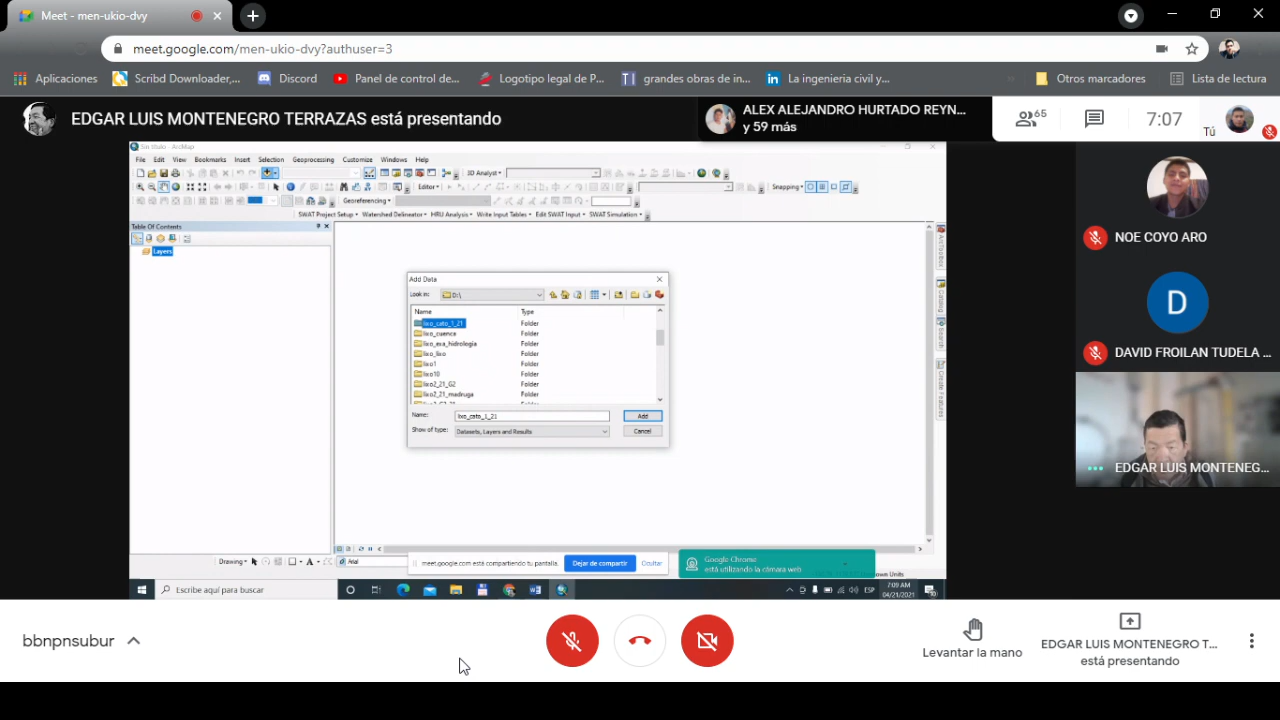 Meet - men-ukio-dvy
meet.google.com/men-ukio-dvy?authuser=3
Aplicaciones
Scribd Downloader,...
Discord
Panel de control de...
Logotipo legal de P...
grandes obras de in...
La ingenieria civil y...
Otros marcadores
Lista de lectura
EDGAR LUIS MONTENEGRO TERRAZAS está presentando
ALEX ALEJANDRO HURTADO REYN...
y 59 más
65
7:07
Tú
Sin título - ArcMap
File Edit View Bookmarks Insert Selection Geoprocessing Customize Windows Help
3D Analyst
Editor
Snapping
Georeferencing
SWAT Project Setup Watershed Delineator HRU Analysis Write Input Tables Edit SWAT Input SWAT Simulation
Table Of Contents
Layers
ArcToolbox
Catalog
Search
Create Features
Add Data
Look in: D:\
Name Type
lixo_cato_1_21 Folder
lixo_cuenca Folder
lixo_exa_hidrologia Folder
lixo_lixo Folder
lixo1 Folder
lixo10 Folder
lixo2_21_G2 Folder
lixo2_21_madruga Folder
Name: lixo_cato_1_21 Add
Show of type: Datasets, Layers and Results Cancel
Drawing Arial
meet.google.com está compartiendo tu pantalla. Dejar de compartir Ocultar
Google Chrome
está utilizando la cámara web
Units
Escribe aquí para buscar
ESP
7:09 AM
04/21/2021
NOE COYO ARO
D
DAVID FROILAN TUDELA ...
EDGAR LUIS MONTENEG...
bbnpnsubur
Levantar la mano
EDGAR LUIS MONTENEGRO T...
está presentando